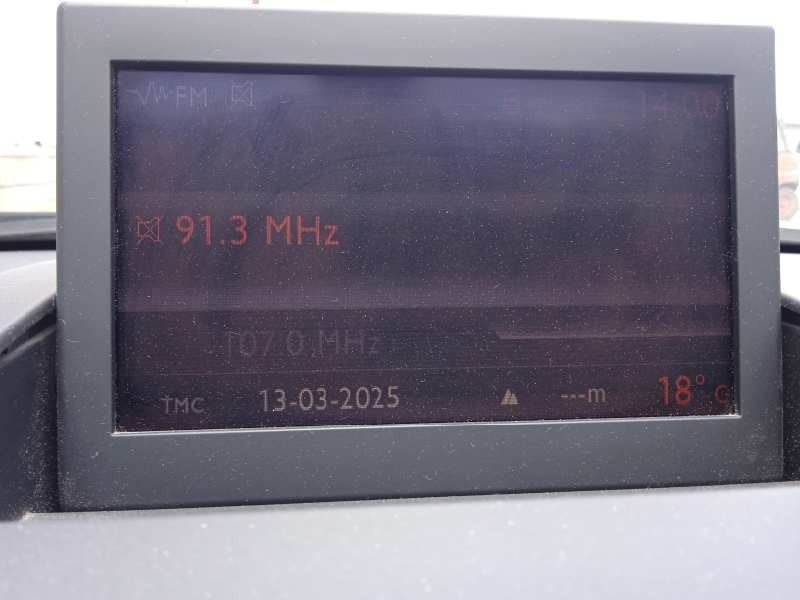 FM 14:00
91.3 MHz
107.0 MHz
TMC 13-03-2025 ---m 18° C